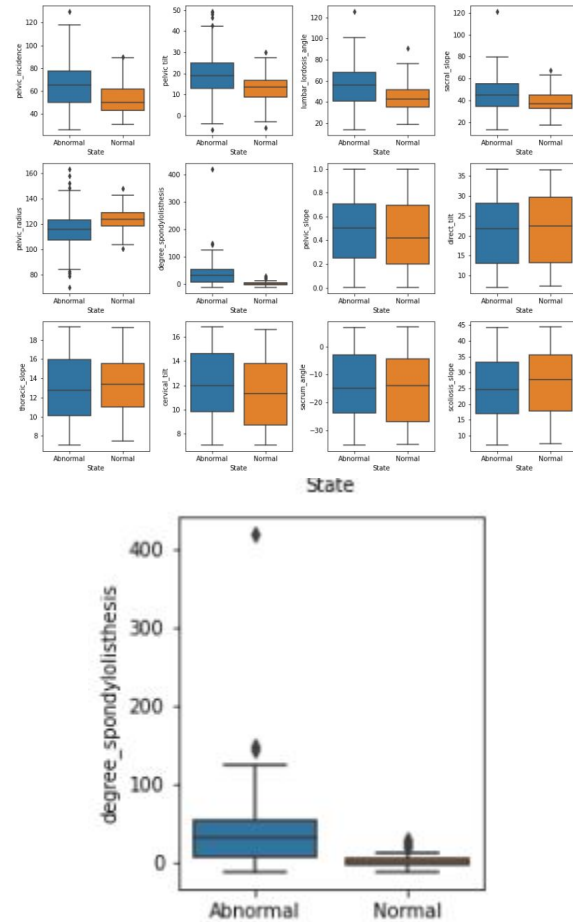 pelvic_incidence
120
100
80
60
40
Abnormal Normal
State
pelvic tilt
50
40
30
20
10
0
Abnormal Normal
State
lumbar_lordosis_angle
120
100
80
60
40
20
Abnormal Normal
State
sacral_slope
120
100
80
60
40
20
Abnormal Normal
State
pelvic_radius
160
140
120
100
80
Abnormal Normal
State
degree_spondylolisthesis
400
300
200
100
0
Abnormal Normal
State
pelvic_slope
1.0
0.8
0.6
0.4
0.2
0.0
Abnormal Normal
State
direct_tilt
35
30
25
20
15
10
Abnormal Normal
State
thoracic_slope
18
16
14
12
10
8
Abnormal Normal
State
cervical_tilt
16
14
12
10
8
Abnormal Normal
State
sacrum_angle
0
−10
−20
−30
Abnormal Normal
State
scoliosis_slope
45
40
35
30
25
20
15
10
Abnormal Normal
State
State
degree_spondylolisthesis
400
300
200
100
0
Abnormal Normal